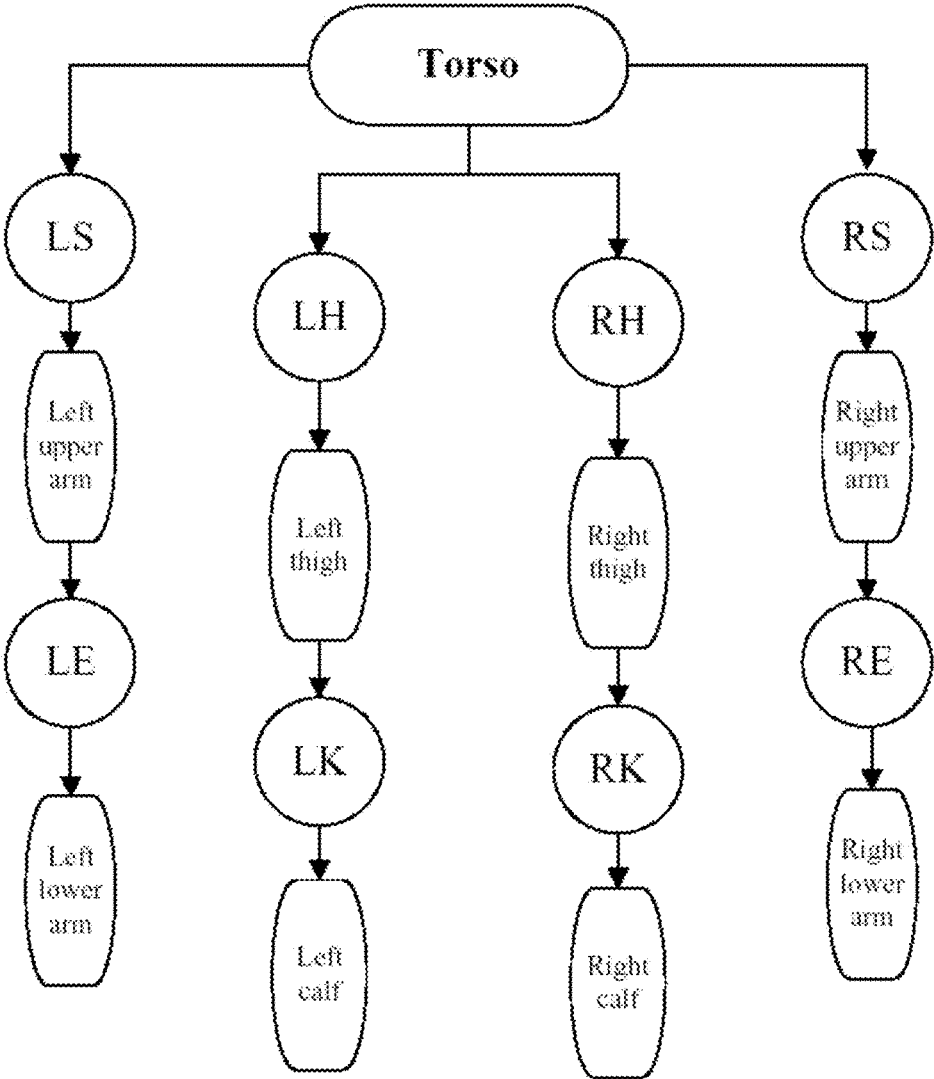 Torso
LS
RS
LH
RH
Left
upper
arm
Right
upper
arm
Left
thigh
Right
thigh
LE
RE
LK
RK
Left
lower
arm
Right
lower
arm
Left
calf
Right
calf